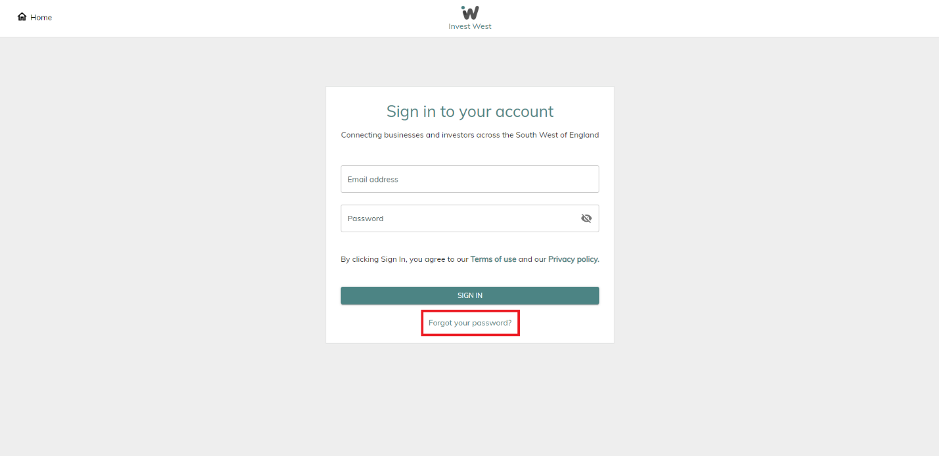 Home
Invest West
Sign in to your account
Connecting businesses and investors across the South West of England
Email address
Password
By clicking Sign In, you agree to our Terms of use and our Privacy policy.
SIGN IN
Forgot your password?